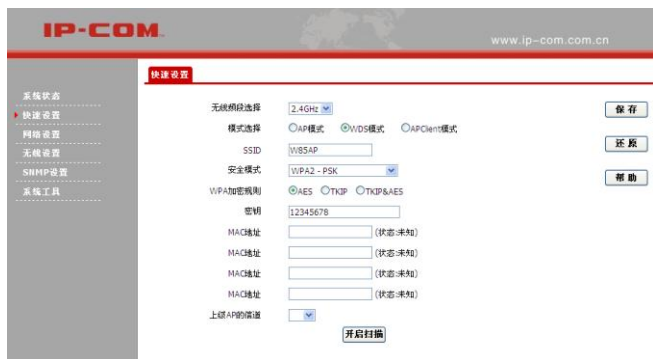 IP-COM
www.ip-com.com.cn
系统状态
快速设置
网络设置
无线设置
SNMP设置
系统工具
快速设置
无线频段选择 2.4GHz
模式选择 AP模式 WDS模式 APClent模式
SSID W85AP
安全模式 WPA2 - PSK
WPA加密规则 AES TKIP TKIP&AES
密钥 12345678
MAC地址 (状态:未知)
MAC地址 (状态:未知)
MAC地址 (状态:未知)
MAC地址 (状态:未知)
上级AP的信道
开启扫描
保存
还原
帮助